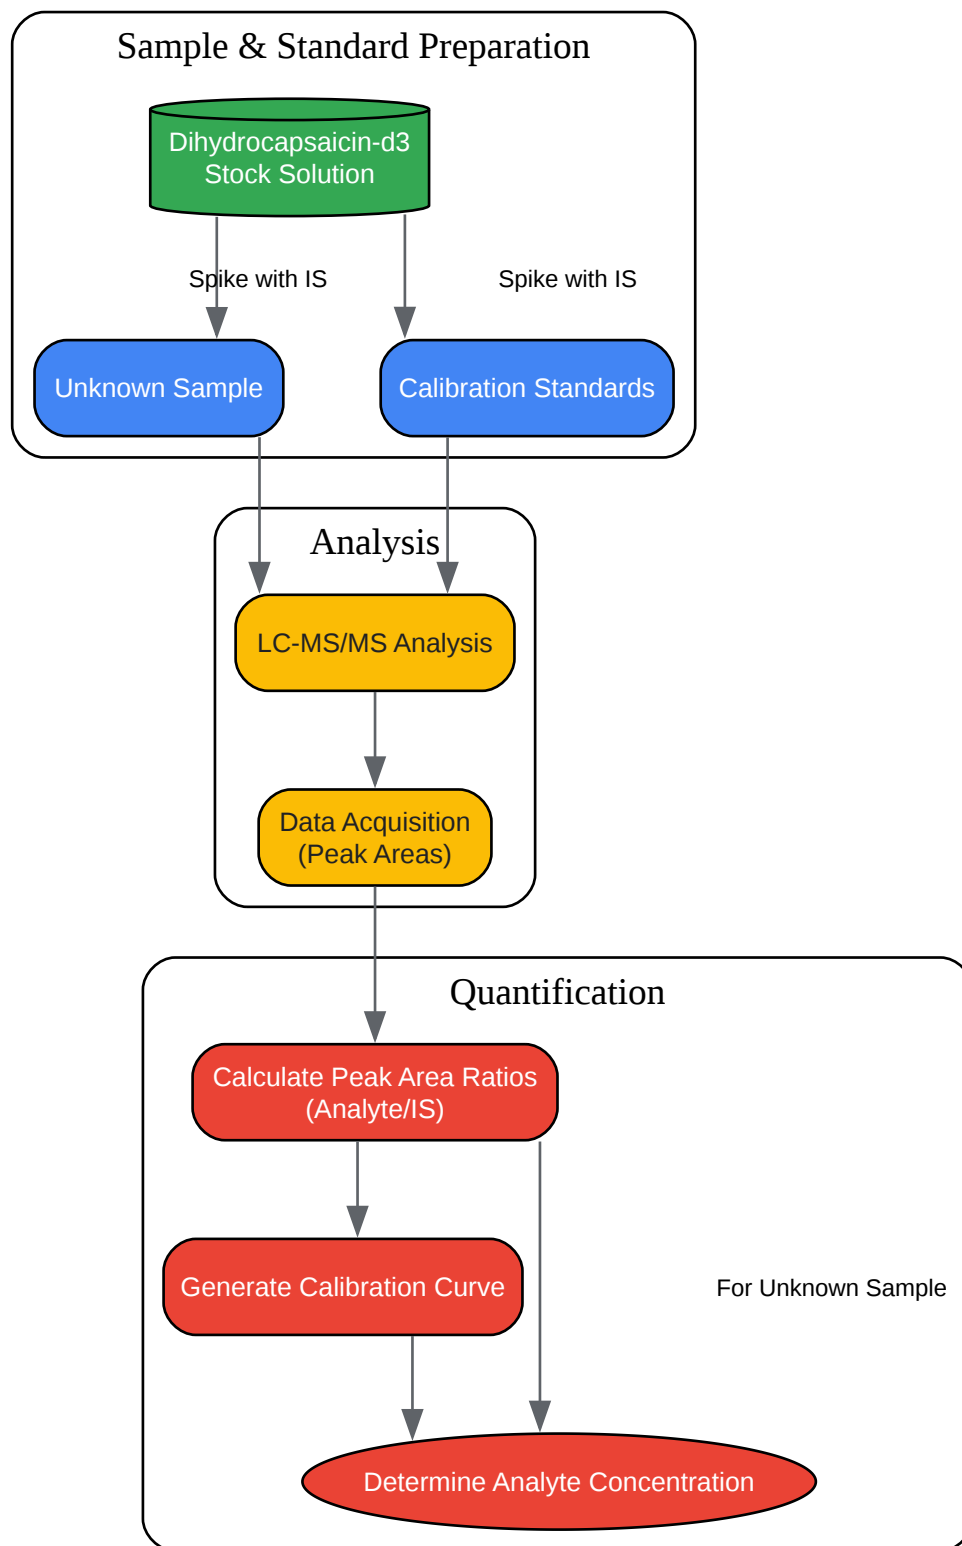 Sample & Standard Preparation
Dihydrocapsaicin-d3
Stock Solution
Spike with IS
Spike with IS
Unknown Sample
Calibration Standards
Analysis
LC-MS/MS Analysis
Data Acquisition
(Peak Areas)
Quantification
Calculate Peak Area Ratios
(Analyte/IS)
Generate Calibration Curve
For Unknown Sample
Determine Analyte Concentration